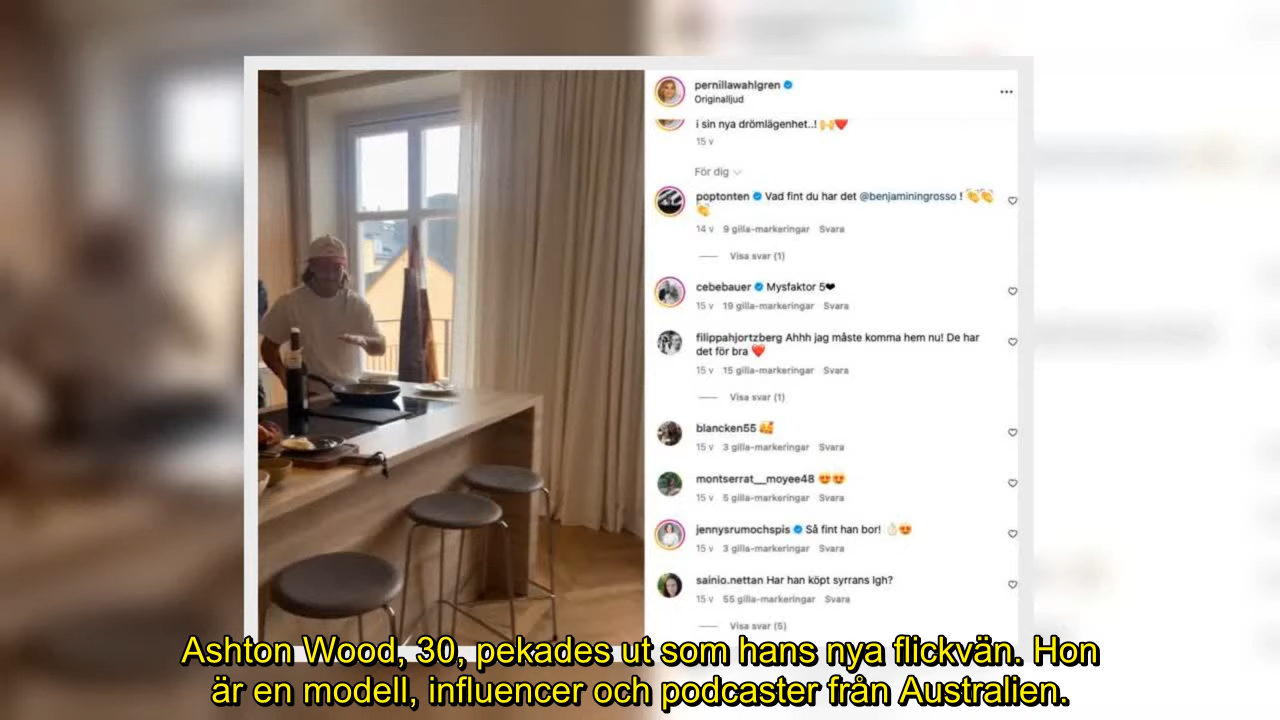 pernillawahlgren
Originalljud
i sin nya drömlägenhet..! 🙌❤️
15 v
För dig
poptonten Vad fint du har det @benjaminingrosso ! 👏👏
👏
14 v 9 gilla-markeringar Svara
Visa svar (1)
cebebauer Mysfaktor 5❤
15 v 19 gilla-markeringar Svara
filippahjortzberg Ahhh jag måste komma hem nu! De har
det för bra ❤️
15 v 15 gilla-markeringar Svara
Visa svar (1)
blancken55 🥰
15 v 3 gilla-markeringar Svara
montserrat__moyee48 😍😍
15 v 5 gilla-markeringar Svara
jennysrumochspis Så fint han bor! 👌🏻😍
15 v 3 gilla-markeringar Svara
sainio.nettan Har han köpt syrrans lgh?
15 v 55 gilla-markeringar Svara
Visa svar (5)
Ashton Wood, 30, pekades ut som hans nya flickvän. Hon
är en modell, influencer och podcaster från Australien.